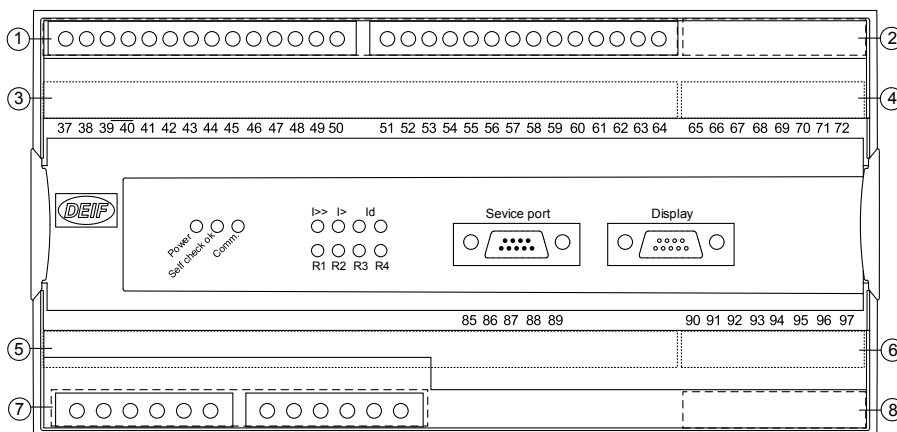 1 2
3 4
37 38 39 40 41 42 43 44 45 46 47 48 49 50 51 52 53 54 55 56 57 58 59 60 61 62 63 64 65 66 67 68 69 70 71 72
DEIF
Power
Self check ok
Comm.
I>> I> Id
R1 R2 R3 R4
Sevice port
Display
85 86 87 88 89 90 91 92 93 94 95 96 97
5 6
7 8